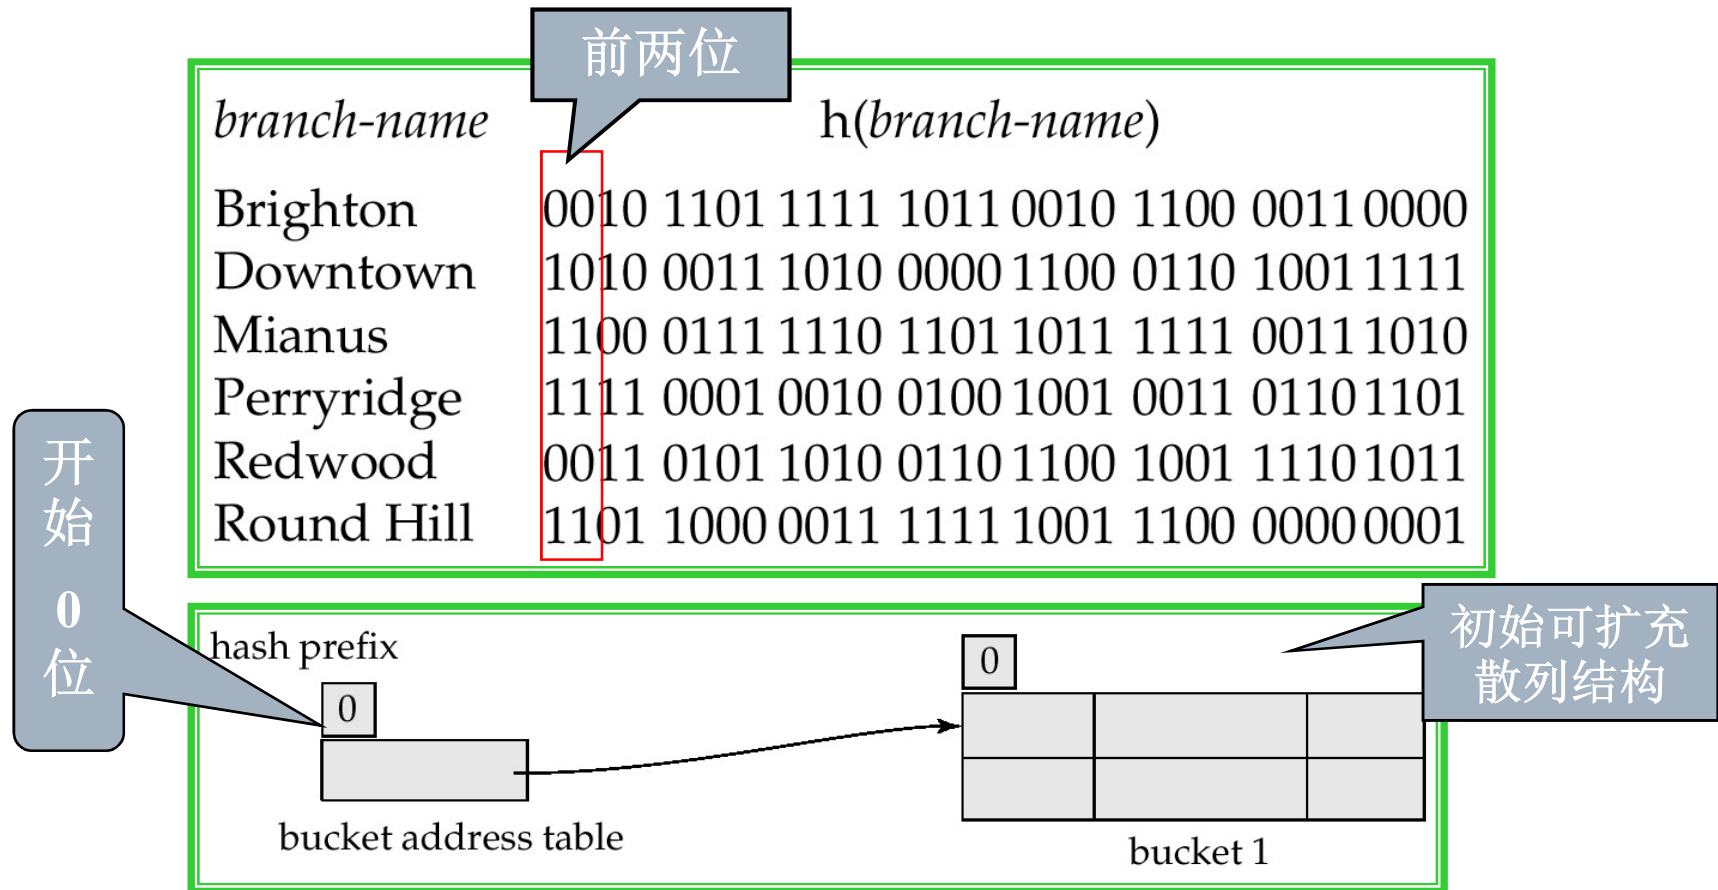 前两位
branch-name h(branch-name)
Brighton 0010 1101 1111 1011 0010 1100 0011 0000
Downtown 1010 0011 1010 0000 1100 0110 1001 1111
Mianus 1100 0111 1110 1101 1011 1111 0011 1010
Perryridge 1111 0001 0010 0100 1001 0011 0110 1101
Redwood 0011 0101 1010 0110 1100 1001 1110 1011
Round Hill 1101 1000 0011 1111 1001 1100 0000 0001
开
始
0
位
hash prefix
0
bucket address table
0
bucket 1
初始可扩充
散列结构